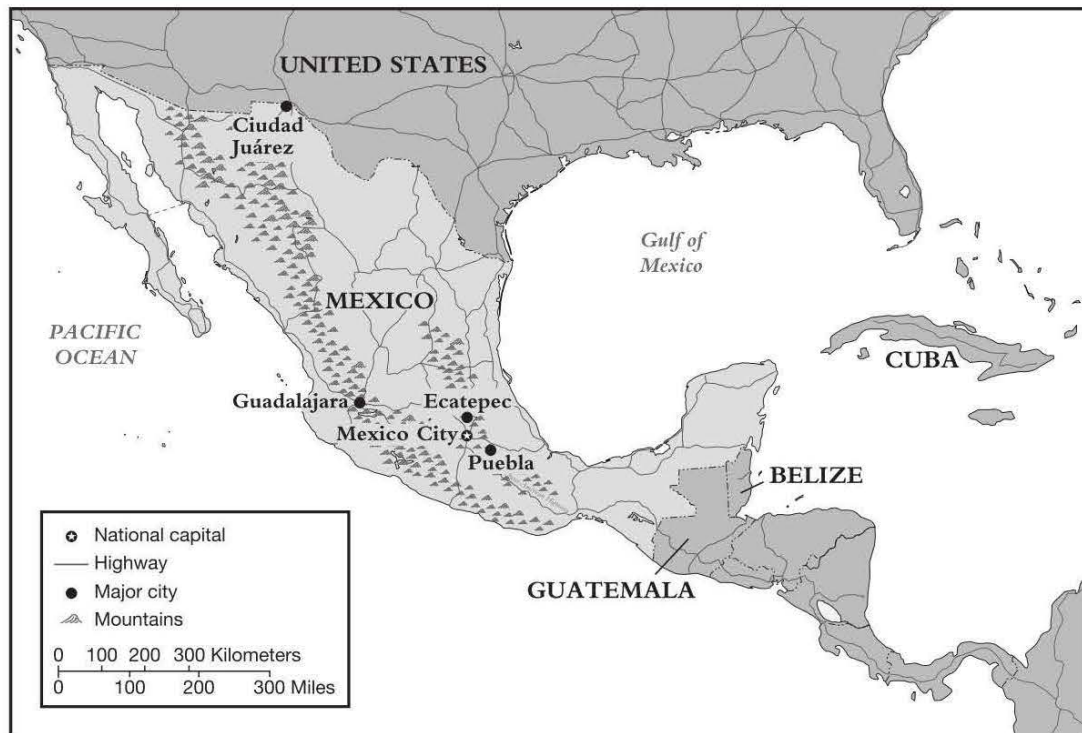 UNITED STATES
Ciudad
Juárez
Gulf of
Mexico
MEXICO
PACIFIC
OCEAN
CUBA
Guadalajara
Ecatepec
Mexico City
Puebla
BELIZE
GUATEMALA
National capital
Highway
Major city
Mountains
0 100 200 300 Kilometers
0 100 200 300 Miles